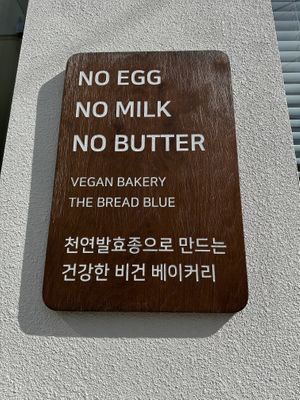 NO EGG
NO MILK
NO BUTTER
VEGAN BAKERY
THE BREAD BLUE
천연발효종으로 만드는
건강한 비건 베이커리